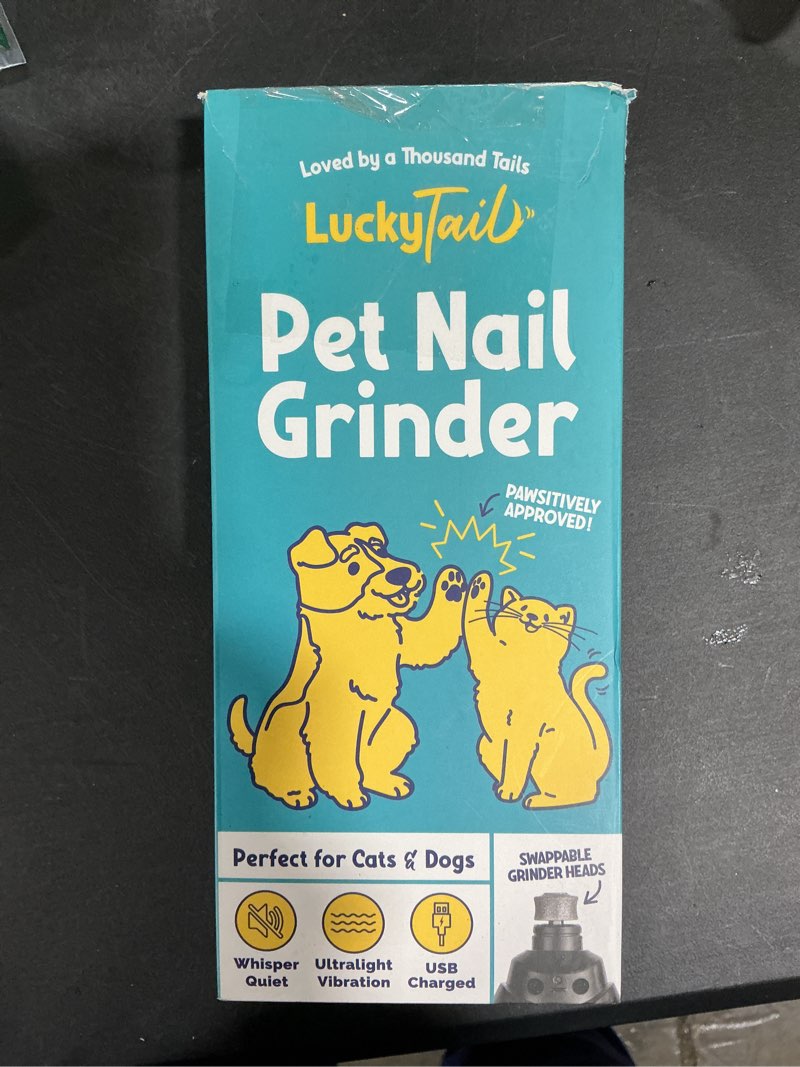 Loved by a Thousand Tails
LuckyTail
Pet Nail
Grinder
PAWSITIVELY
APPROVED!
Perfect for Cats & Dogs
SWAPPABLE
GRINDER HEADS
Whisper
Quiet
Ultralight
Vibration
USB
Charged